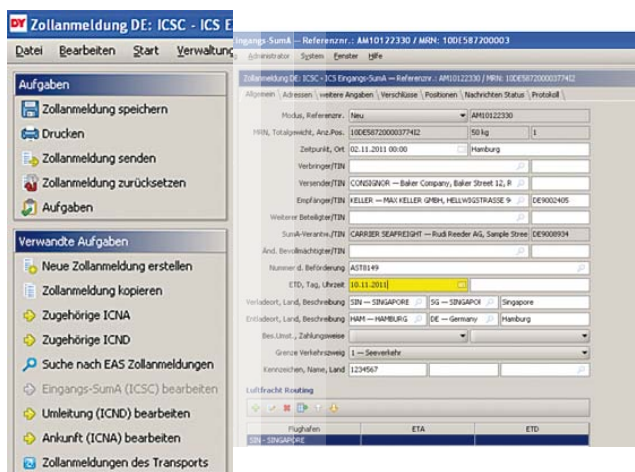 DY Zollanmeldung DE: ICSC - ICS E
Datei Bearbeiten Start Verwaltung
Aufgaben
Zollanmeldung speichern
Drucken
Zollanmeldung senden
Zollanmeldung zurücksetzen
Aufgaben
Verwandte Aufgaben
Neue Zollanmeldung erstellen
Zollanmeldung kopieren
Zugehörige ICNA
Zugehörige ICND
Suche nach EAS Zollanmeldungen
Eingangs-SumA (ICSC) bearbeiten
Umleitung (ICND) bearbeiten
Ankunft (ICNA) bearbeiten
Zollanmeldungen des Transports
ingangs-SumA — Referenznr.: AM10122330 / MRN: 10DE587200003
Administrator System Fenster Hilfe
Zollanmeldung DE: ICSC - ICS Eingangs-SumA — Referenznr.: AM10122330 / MRN: 10DE58720000377412
Allgemein Adressen weitere Angaben Verschlüsse Positionen Nachrichten Status Protokoll
Modus, Referenznr. Neu AM10122330
MRN, Totalgewicht, Anz.Pos. 10DE58720000377412 50 kg 1
Zeitpunkt, Ort 02.11.2011 00:00 Hamburg
Verbringer/TIN
Versender/TIN CONSIGNOR — Baker Company, Baker Street 12, R
Empfänger/TIN KELLER — MAX KELLER GMBH, HELLWIGSTRASSE 9 DE9002405
Weiterer Beteiligter/TIN
SumA-Verantw./TIN CARRIER SEAFREIGHT — Rudi Reeder AG, Sample Stree DE9008934
Änd. Bevollmächtigter/TIN
Nummer d. Beförderung AST8149
ETD, Tag, Uhrzeit 10.11.2011
Verladeort, Land, Beschreibung SIN — SINGAPORE SG — SINGAPOI Singapore
Entladeort, Land, Beschreibung HAM — HAMBURG DE — Germany Hamburg
Bes.Umst., Zahlungsweise
Grenze Verkehrszweig 1 — Seeverkehr
Kennzeichen, Name, Land 1234567
Luftfracht Routing
Flughafen ETA ETD
SIN - SINGAPORE